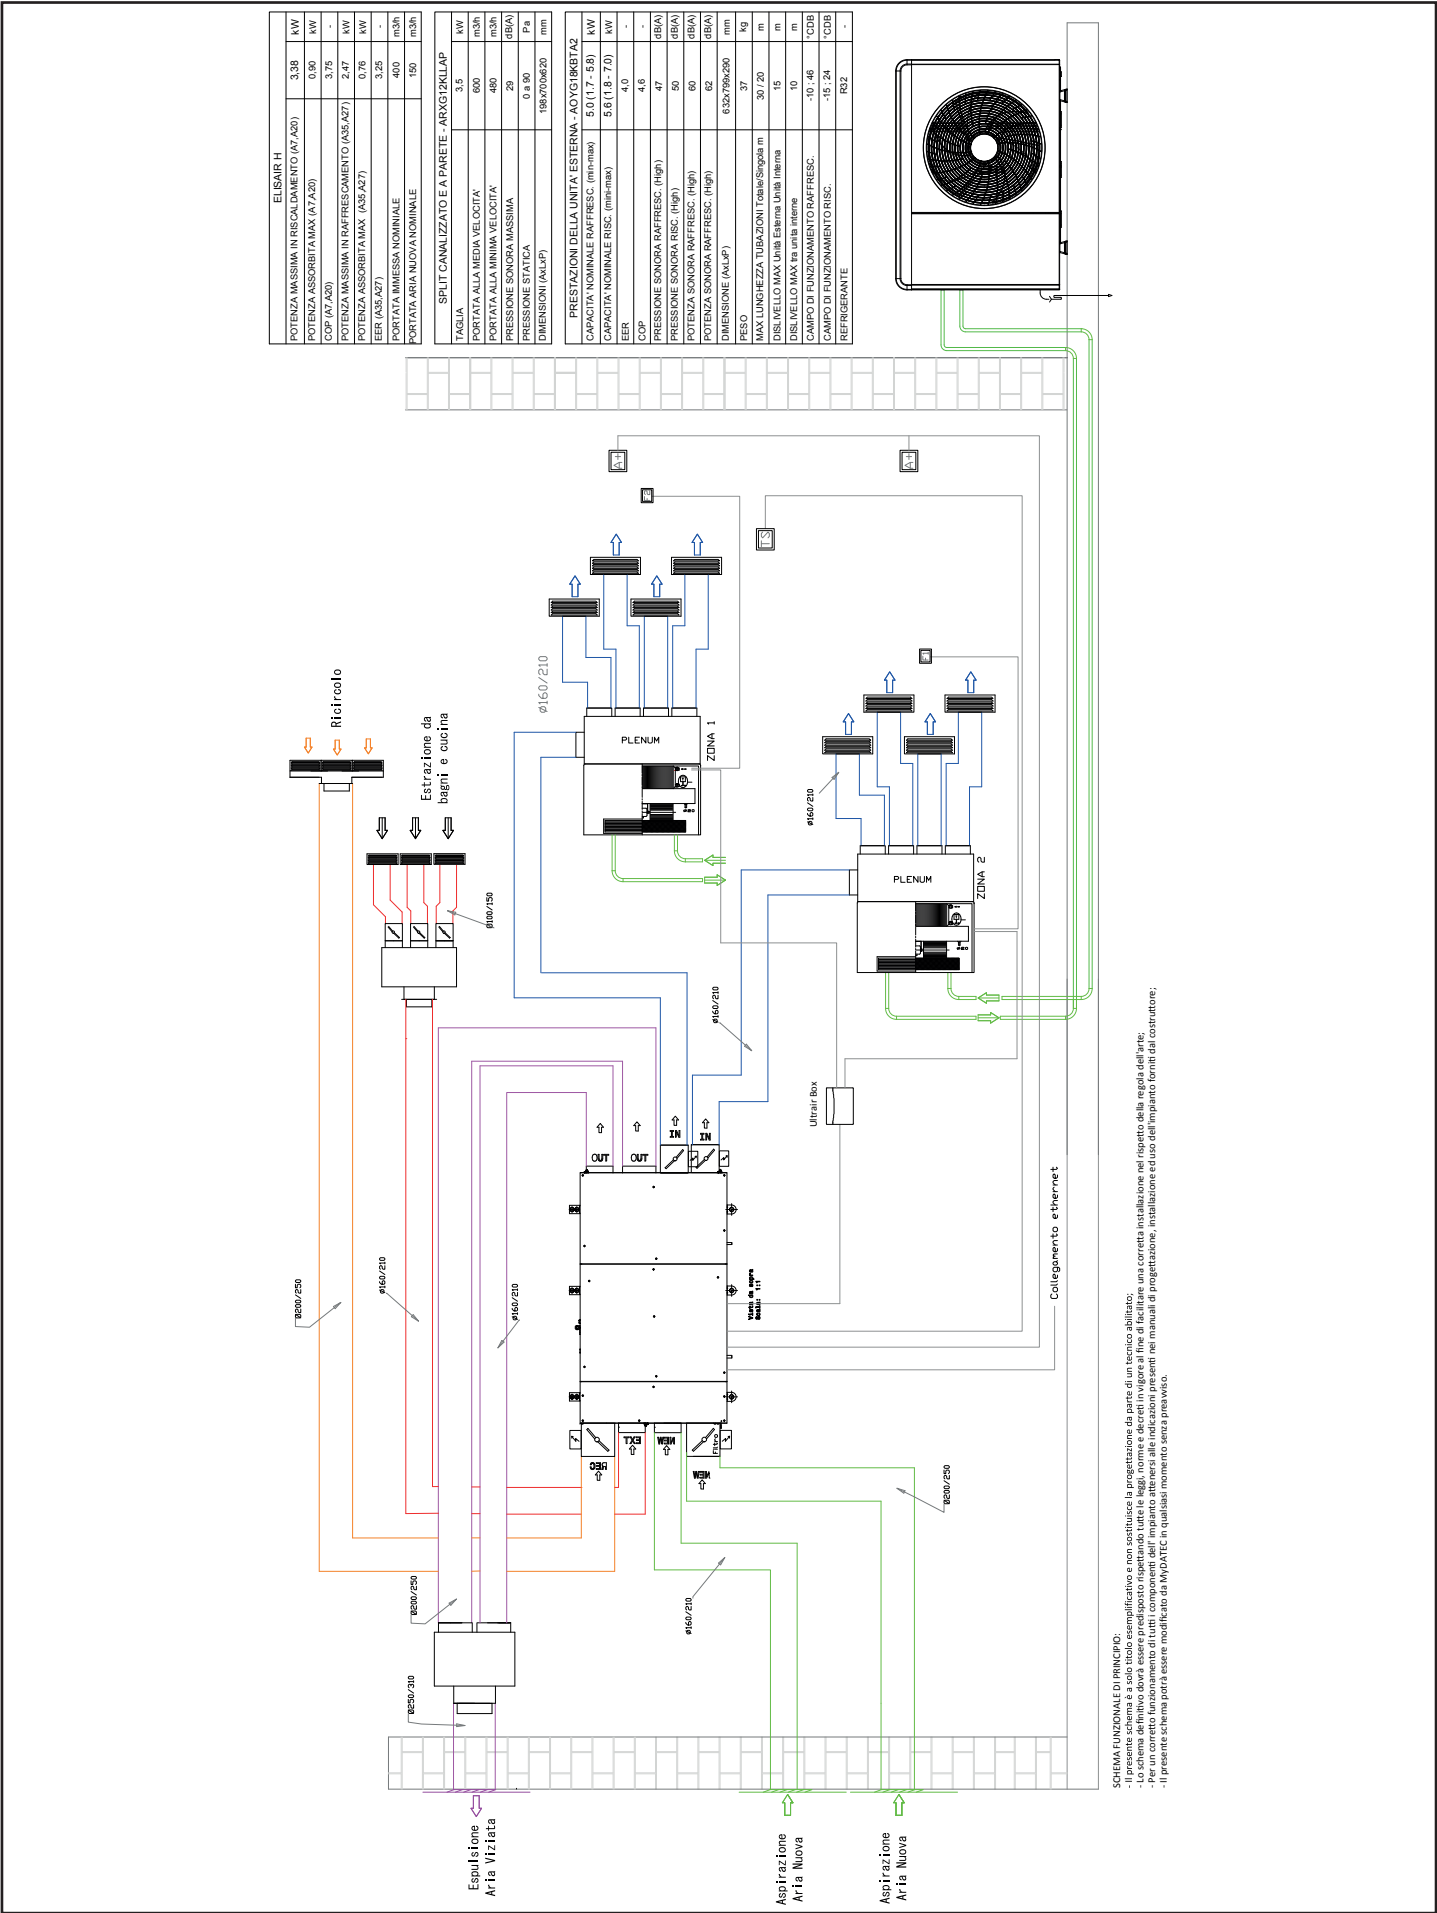 ELISAIR H
POTENZA MASSIMA IN RISCALDAMENTO (A7,A20) 3,38 kW
POTENZA ASSORBITA MAX (A7,A20) 0,90 kW
COP (A7,A20) 3,75 -
POTENZA MASSIMA IN RAFFRESCAMENTO (A35,A27) 2,47 kW
POTENZA ASSORBITA MAX (A35,A27) 0,76 kW
EER (A35,A27) 3,25 -
PORTATA IMMESSA NOMINIALE 400 m3/h
PORTATA ARIA NUOVA NOMINALE 150 m3/h
SPLIT CANALIZZATO E A PARETE - ARXG12KLLAP
TAGLIA 3,5 kW
PORTATA ALLA MEDIA VELOCITA' 600 m3/h
PORTATA ALLA MINIMA VELOCITA' 480 m3/h
PRESSIONE SONORA MASSIMA 29 dB(A)
PRESSIONE STATICA 0 a 90 Pa
DIMENSIONI (AxLxP) 198x700x620 mm
PRESTAZIONI DELLA UNITA' ESTERNA - AOYG18KBTA2
CAPACITA' NOMINALE RAFFRESC. (min-max) 5.0 (1.7 - 5.8) kW
CAPACITA' NOMINALE RISC. (mini-max) 5.6 (1.8 - 7.0) kW
EER 4,0 -
COP 4,6 -
PRESSIONE SONORA RAFFRESC. (High) 47 dB(A)
PRESSIONE SONORA RISC. (High) 50 dB(A)
POTENZA SONORA RAFFRESC. (High) 60 dB(A)
POTENZA SONORA RAFFRESC. (High) 62 dB(A)
DIMENSIONE (AxLxP) 632x799x290 mm
PESO 37 kg
MAX LUNGHEZZA TUBAZIONI Totale/Singola m 30 / 20 m
DISLIVELLO MAX Unità Esterna Unità Interna 15 m
DISLIVELLO MAX tra unita interne 10 m
CAMPO DI FUNZIONAMENTO RAFFRESC. -10 ; 46 °CDB
CAMPO DI FUNZIONAMENTO RISC. -15 ; 24 °CDB
REFRIGERANTE R32 -
Ricircolo
Estrazione da
bagni e cucina
Ø100/150
Ø200/250
Ø160/210
Ø160/210
Ø200/250
Ø250/310
Espulsione
Aria Viziata
Ø160/210
PLENUM
ZONA 1
A+
A+
TS
Ø160/210
PLENUM
ZONA 2
Ø160/210
Ultrair Box
OUT
OUT
IN
IN
Vista da sopra
Scala: 1:1
REC
EXT
NEW
NEW
Filtro
Ø160/210
Ø200/250
Collegamento ethernet
Aspirazione
Aria Nuova
Aspirazione
Aria Nuova
SCHEMA FUNZIONALE DI PRINCIPIO:
- Il presente schema è a solo titolo esemplificativo e non sostituisce la progettazione da parte di un tecnico abilitato;
- Lo schema definitivo dovrà essere predisposto rispettando tutte le leggi, norme e decreti in vigore al fine di facilitare una corretta installazione nel rispetto della regola dell'arte;
- Per un corretto funzionamento di tutti i componenti dell'impianto attenersi alle indicazioni presenti nei manuali di progettazione, installazione ed uso dell'impianto forniti dal costruttore;
- Il presente schema potrà essere modificato da MyDATEC in qualsiasi momento senza preavviso.